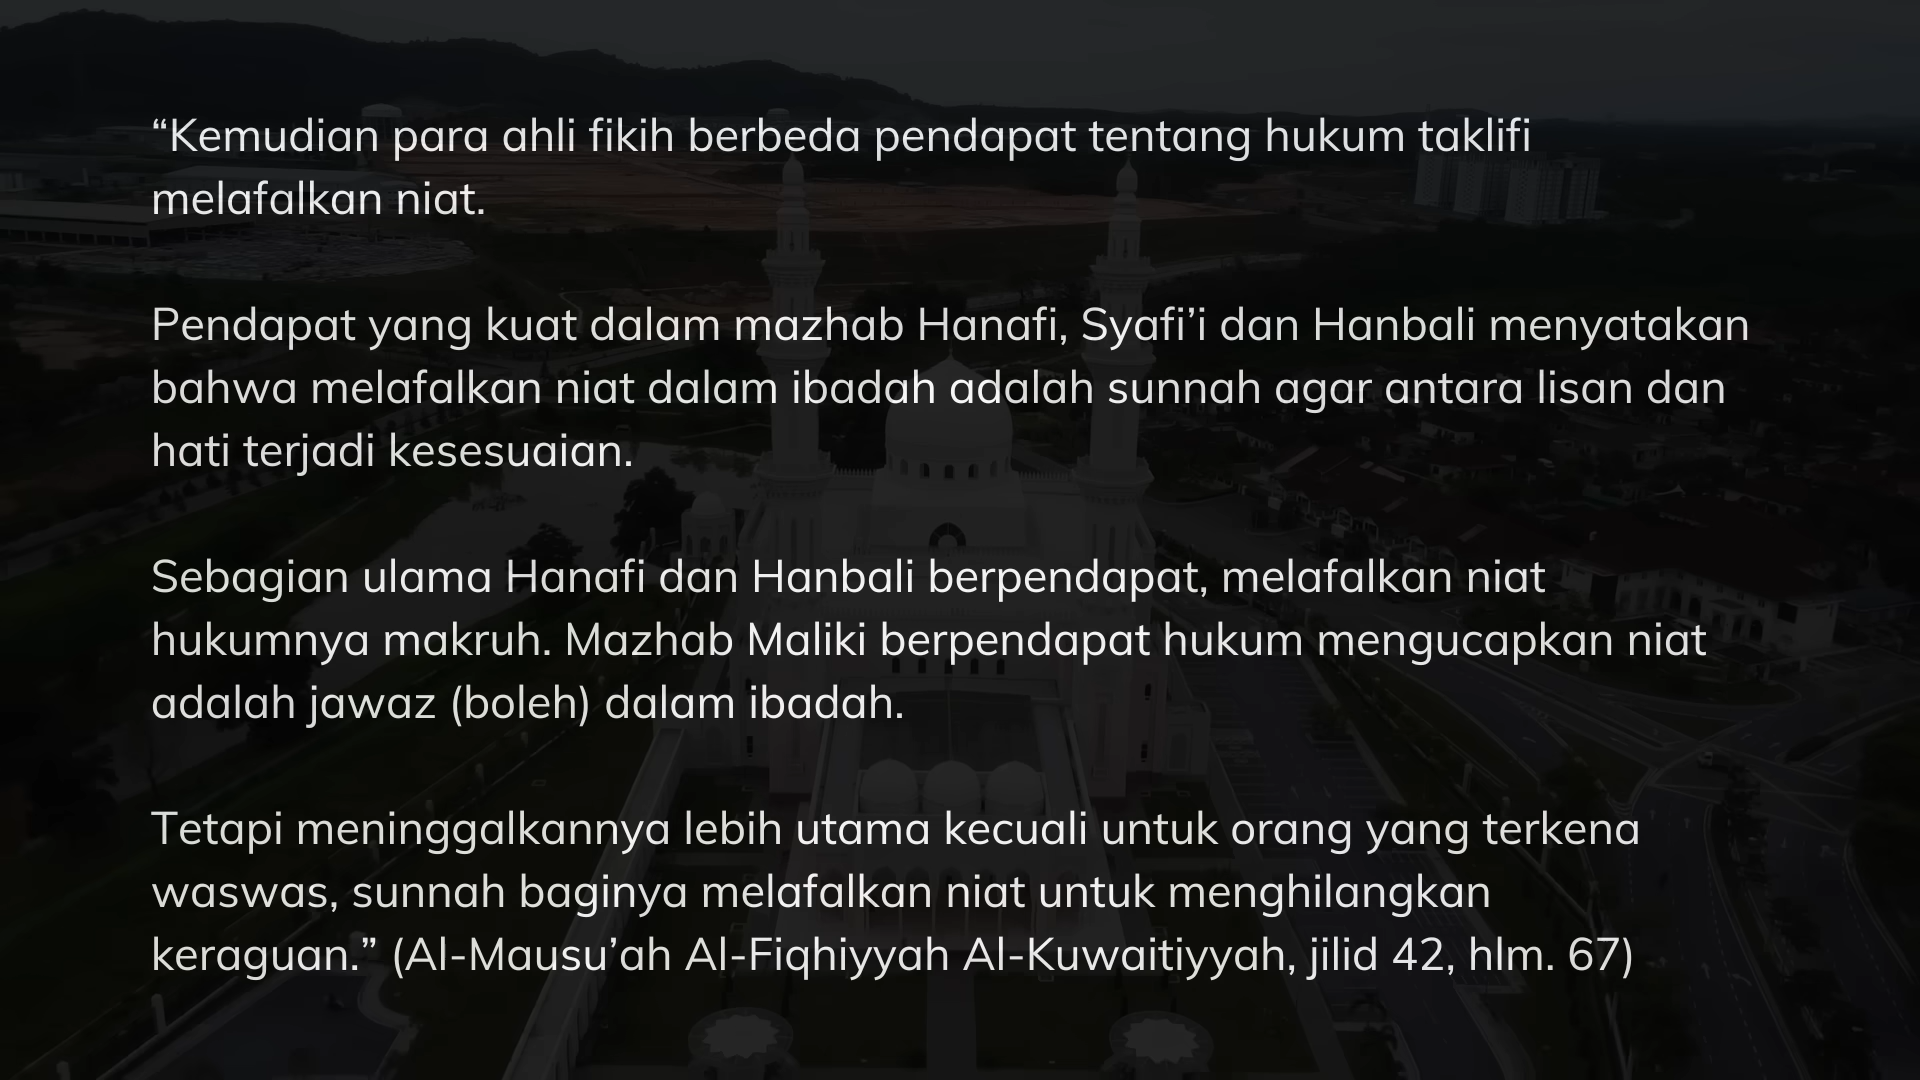 “Kemudian para ahli fikih berbeda pendapat tentang hukum taklifi
melafalkan niat.
Pendapat yang kuat dalam mazhab Hanafi, Syafi’i dan Hanbali menyatakan
bahwa melafalkan niat dalam ibadah adalah sunnah agar antara lisan dan
hati terjadi kesesuaian.
Sebagian ulama Hanafi dan Hanbali berpendapat, melafalkan niat
hukumnya makruh. Mazhab Maliki berpendapat hukum mengucapkan niat
adalah jawaz (boleh) dalam ibadah.
Tetapi meninggalkannya lebih utama kecuali untuk orang yang terkena
waswas, sunnah baginya melafalkan niat untuk menghilangkan
keraguan.” (Al-Mausu’ah Al-Fiqhiyyah Al-Kuwaitiyyah, jilid 42, hlm. 67)